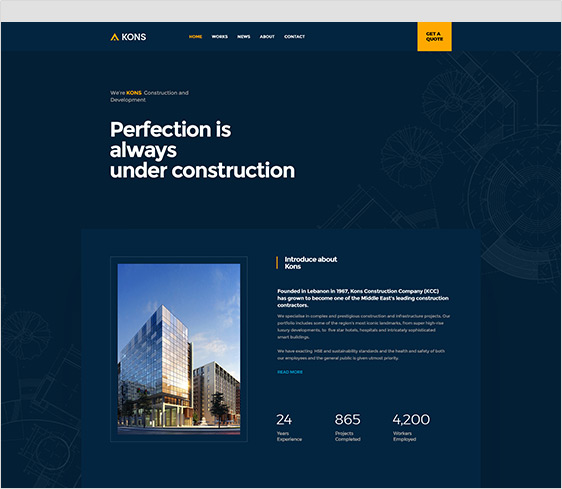 KONS
HOME WORKS NEWS ABOUT CONTACT
GET A
QUOTE
We're KONS Construction and
Development
Perfection is
always
under construction
Introduce about
Kons
Founded in Lebanon in 1967, Kons Construction Company (KCC)
has grown to become one of the Middle East's leading construction
contractors.
We specialise in complex and prestigious construction and infrastructure projects. Our
portfolio includes some of the region's most iconic landmarks, from super high-rise
luxury developments, to five star hotels, hospitals and intricately sophisticated
smart buildings.
We have exacting HSE and sustainability standards and the health and safety of both
our employees and the general public is given utmost priority.
READ MORE
24 865 4,200
Years Projects Workers
Experience Completed Employed